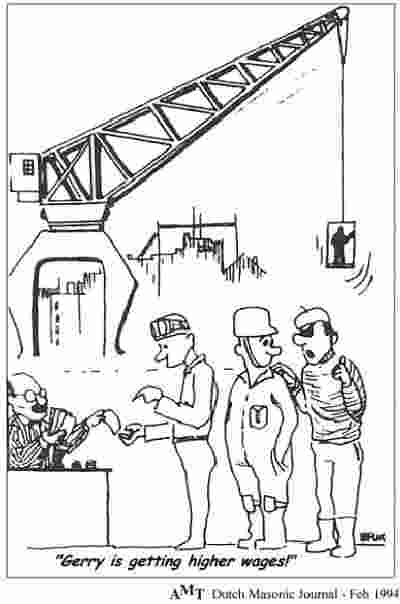 "Gerry is getting higher wages!"
AMT Dutch Masonic Journal - Feb 1994